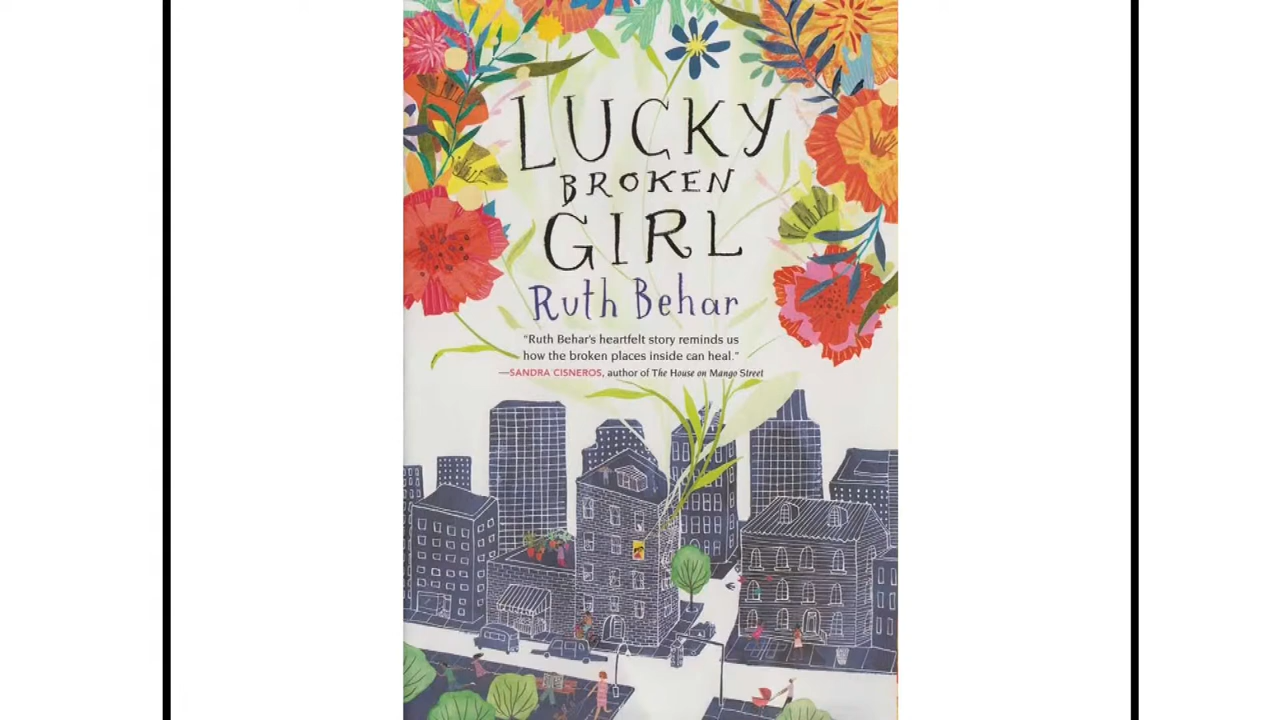 LUCKY
BROKEN
GIRL
Ruth Behar
"Ruth Behar's heartfelt story reminds us
how the broken places inside can heal."
—SANDRA CISNEROS, author of The House on Mango Street